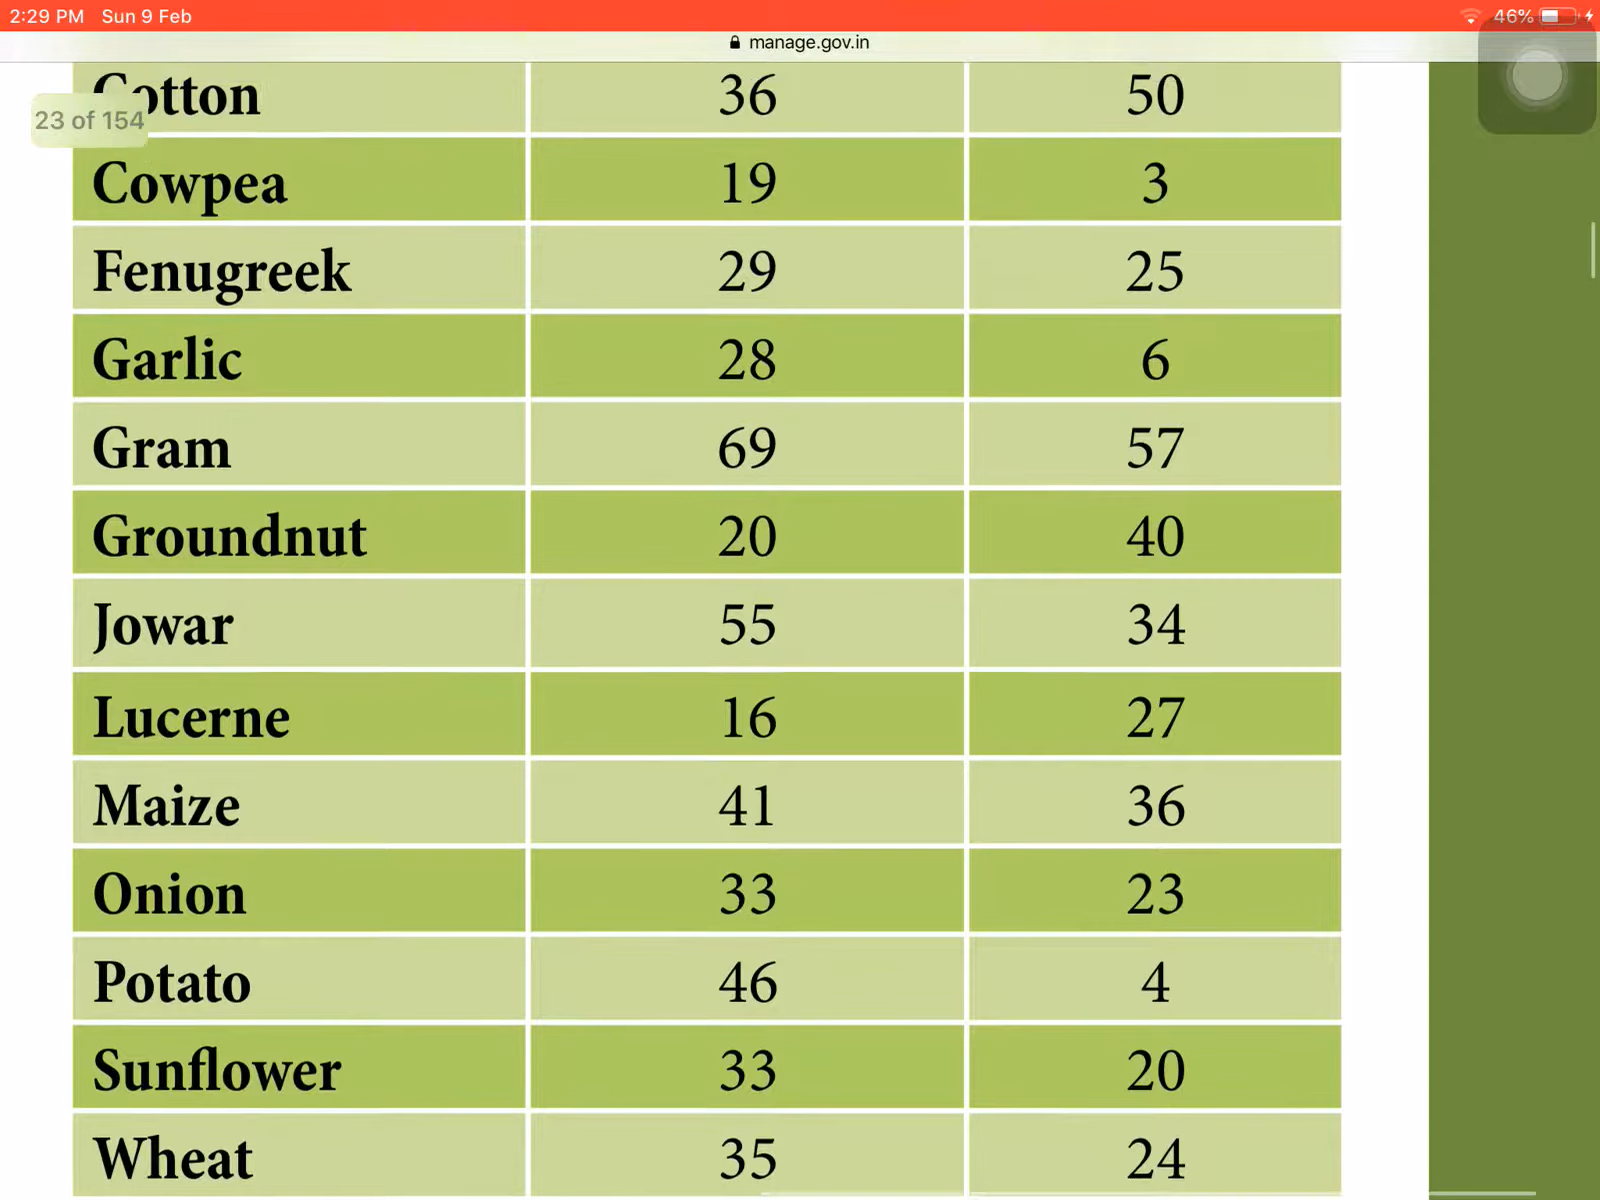 2:29 PM Sun 9 Feb 46%
manage.gov.in
Cotton 36 50
23 of 154
Cowpea 19 3
Fenugreek 29 25
Garlic 28 6
Gram 69 57
Groundnut 20 40
Jowar 55 34
Lucerne 16 27
Maize 41 36
Onion 33 23
Potato 46 4
Sunflower 33 20
Wheat 35 24